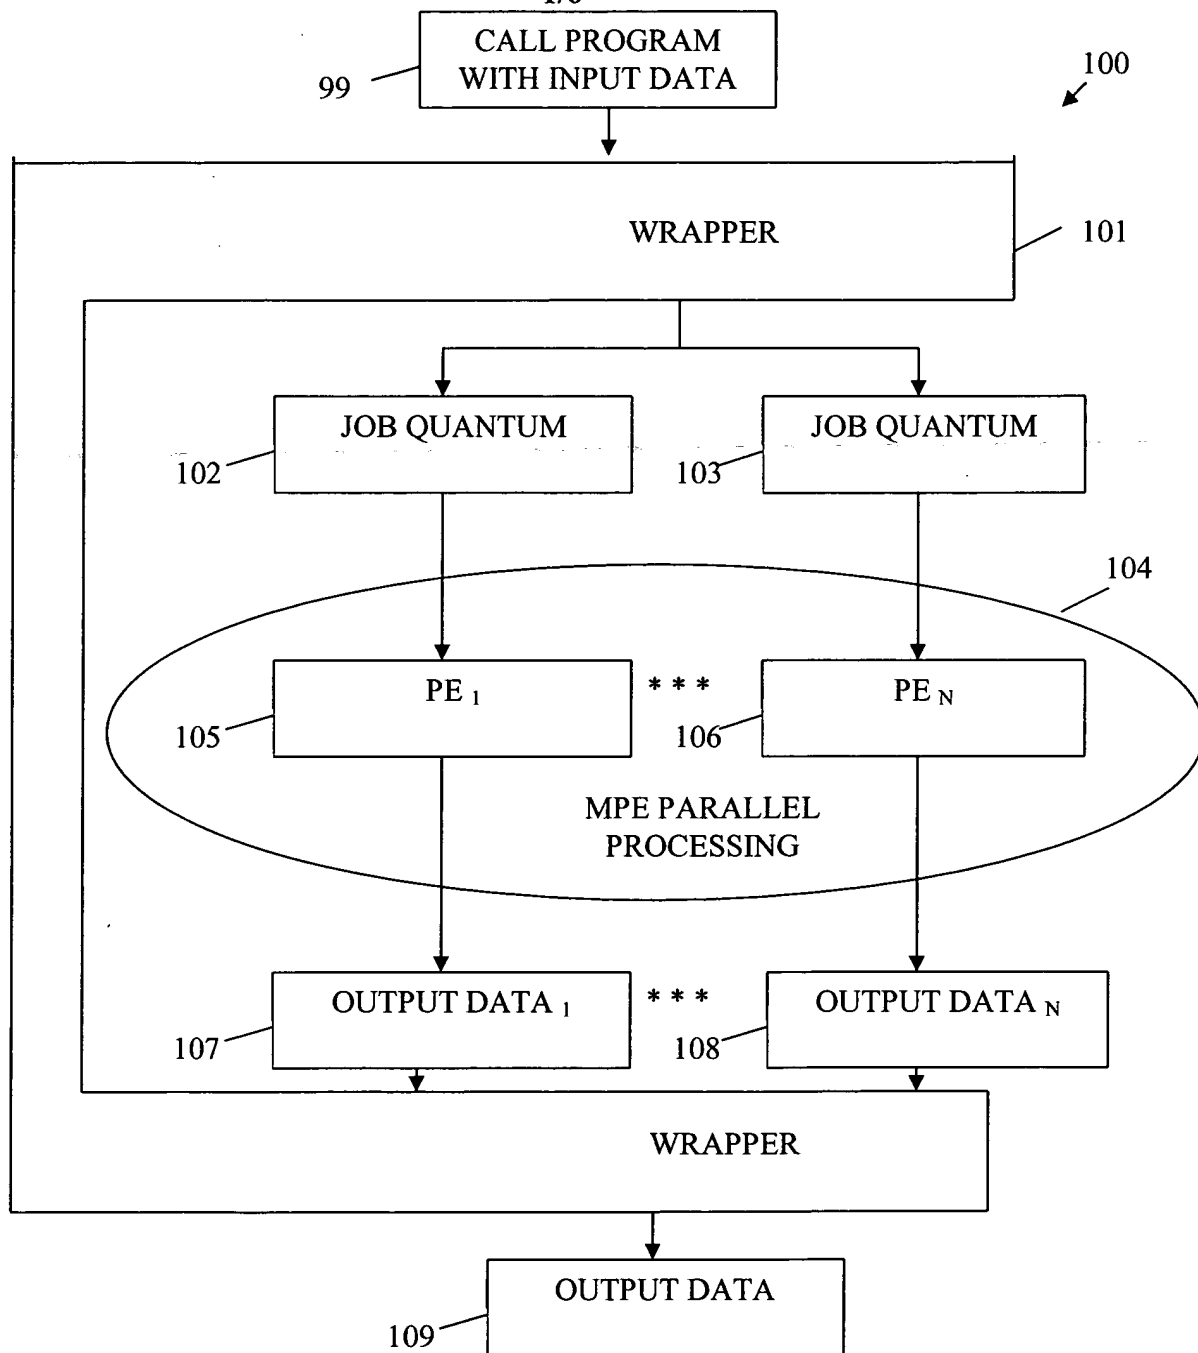 CALL PROGRAM
WITH INPUT DATA
99
100
WRAPPER
101
JOB QUANTUM
JOB QUANTUM
102
103
104
PE 1
* * *
PE N
105
106
MPE PARALLEL
PROCESSING
OUTPUT DATA 1
* * *
OUTPUT DATA N
107
108
WRAPPER
OUTPUT DATA
109